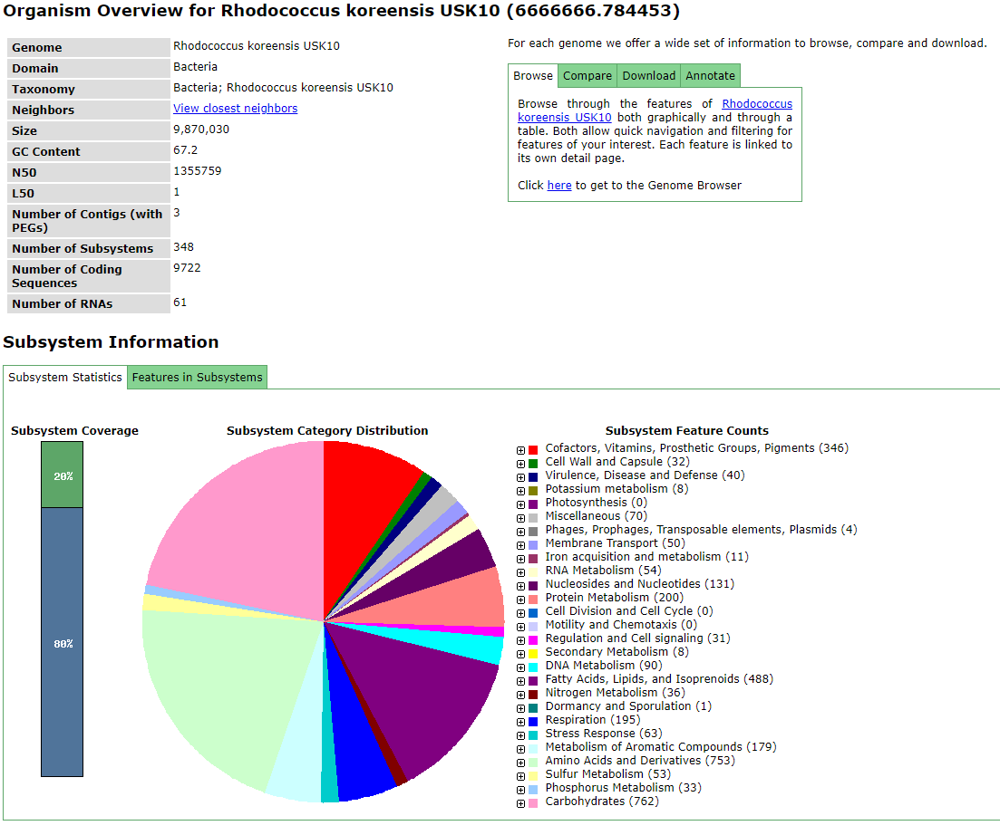 Organism Overview for Rhodococcus koreensis USK10 (6666666.784453)
Genome Rhodococcus koreensis USK10
Domain Bacteria
Taxonomy Bacteria; Rhodococcus koreensis USK10
Neighbors View closest neighbors
Size 9,870,030
GC Content 67.2
N50 1355759
L50 1
Number of Contigs (with 3
PEGs)
Number of Subsystems 348
Number of Coding 9722
Sequences
Number of RNAs 61
For each genome we offer a wide set of information to browse, compare and download.
Browse Compare Download Annotate
Browse through the features of Rhodococcus
koreensis USK10 both graphically and through a
table. Both allow quick navigation and filtering for
features of your interest. Each feature is linked to
its own detail page.
Click here to get to the Genome Browser
Subsystem Information
Subsystem Statistics Features in Subsystems
Subsystem Coverage
20%
80%
Subsystem Category Distribution
Subsystem Feature Counts
Cofactors, Vitamins, Prosthetic Groups, Pigments (346)
Cell Wall and Capsule (32)
Virulence, Disease and Defense (40)
Potassium metabolism (8)
Photosynthesis (0)
Miscellaneous (70)
Phages, Prophages, Transposable elements, Plasmids (4)
Membrane Transport (50)
Iron acquisition and metabolism (11)
RNA Metabolism (54)
Nucleosides and Nucleotides (131)
Protein Metabolism (200)
Cell Division and Cell Cycle (0)
Motility and Chemotaxis (0)
Regulation and Cell signaling (31)
Secondary Metabolism (8)
DNA Metabolism (90)
Fatty Acids, Lipids, and Isoprenoids (488)
Nitrogen Metabolism (36)
Dormancy and Sporulation (1)
Respiration (195)
Stress Response (63)
Metabolism of Aromatic Compounds (179)
Amino Acids and Derivatives (753)
Sulfur Metabolism (53)
Phosphorus Metabolism (33)
Carbohydrates (762)